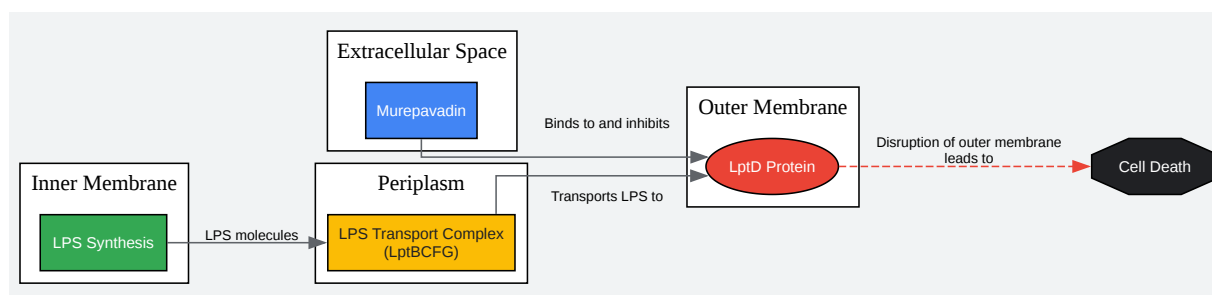 Extracellular Space
Murepavadin
Binds to and inhibits
Outer Membrane
LptD Protein
Disruption of outer membrane
leads to
Cell Death
Inner Membrane
LPS Synthesis
LPS molecules
Periplasm
LPS Transport Complex
(LptBCFG)
Transports LPS to